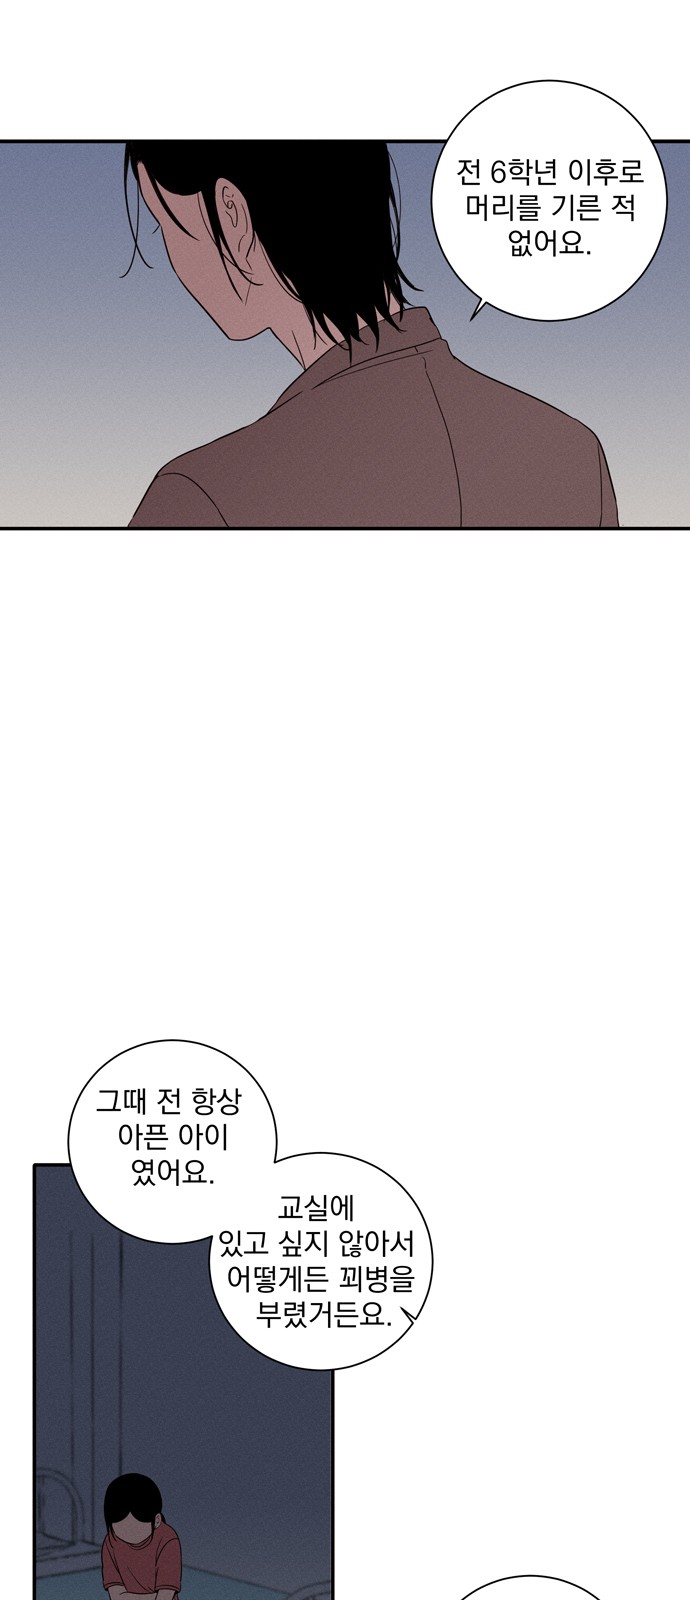 전 6학년 이후로
머리를 기른 적
없어요.
그때 전 항상
아픈 아이
였어요.
교실에
있고 싶지 않아서
어떻게든 꾀병을
부렸거든요.